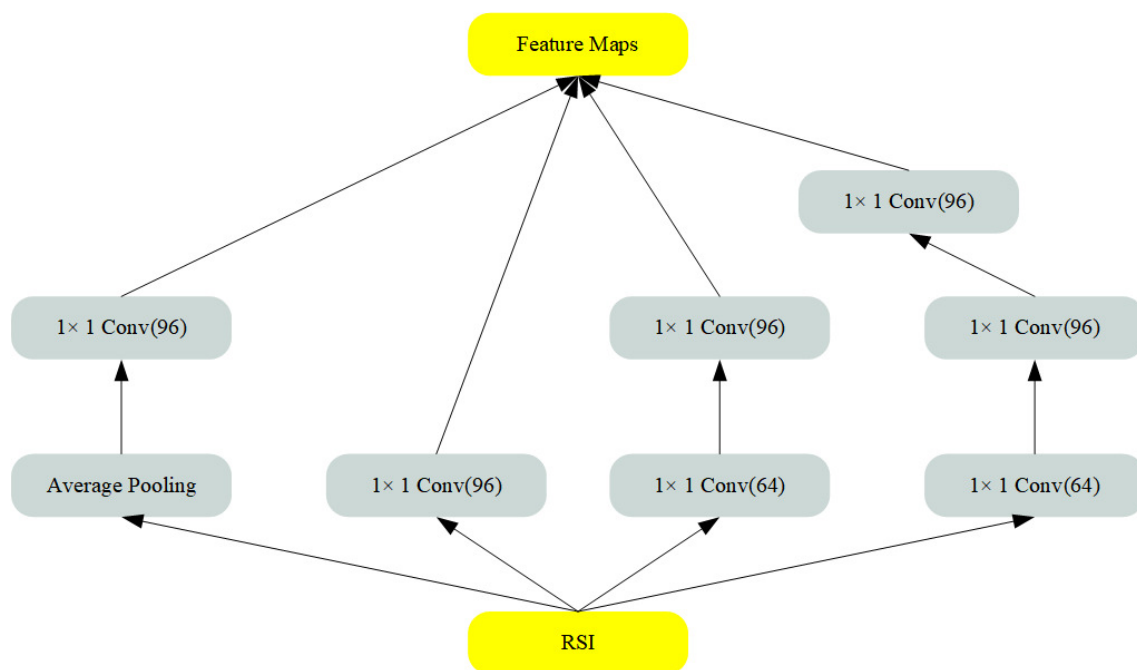 Feature Maps
1× 1 Conv(96)
1× 1 Conv(96)
1× 1 Conv(96)
1× 1 Conv(96)
Average Pooling
1× 1 Conv(96)
1× 1 Conv(64)
1× 1 Conv(64)
RSI